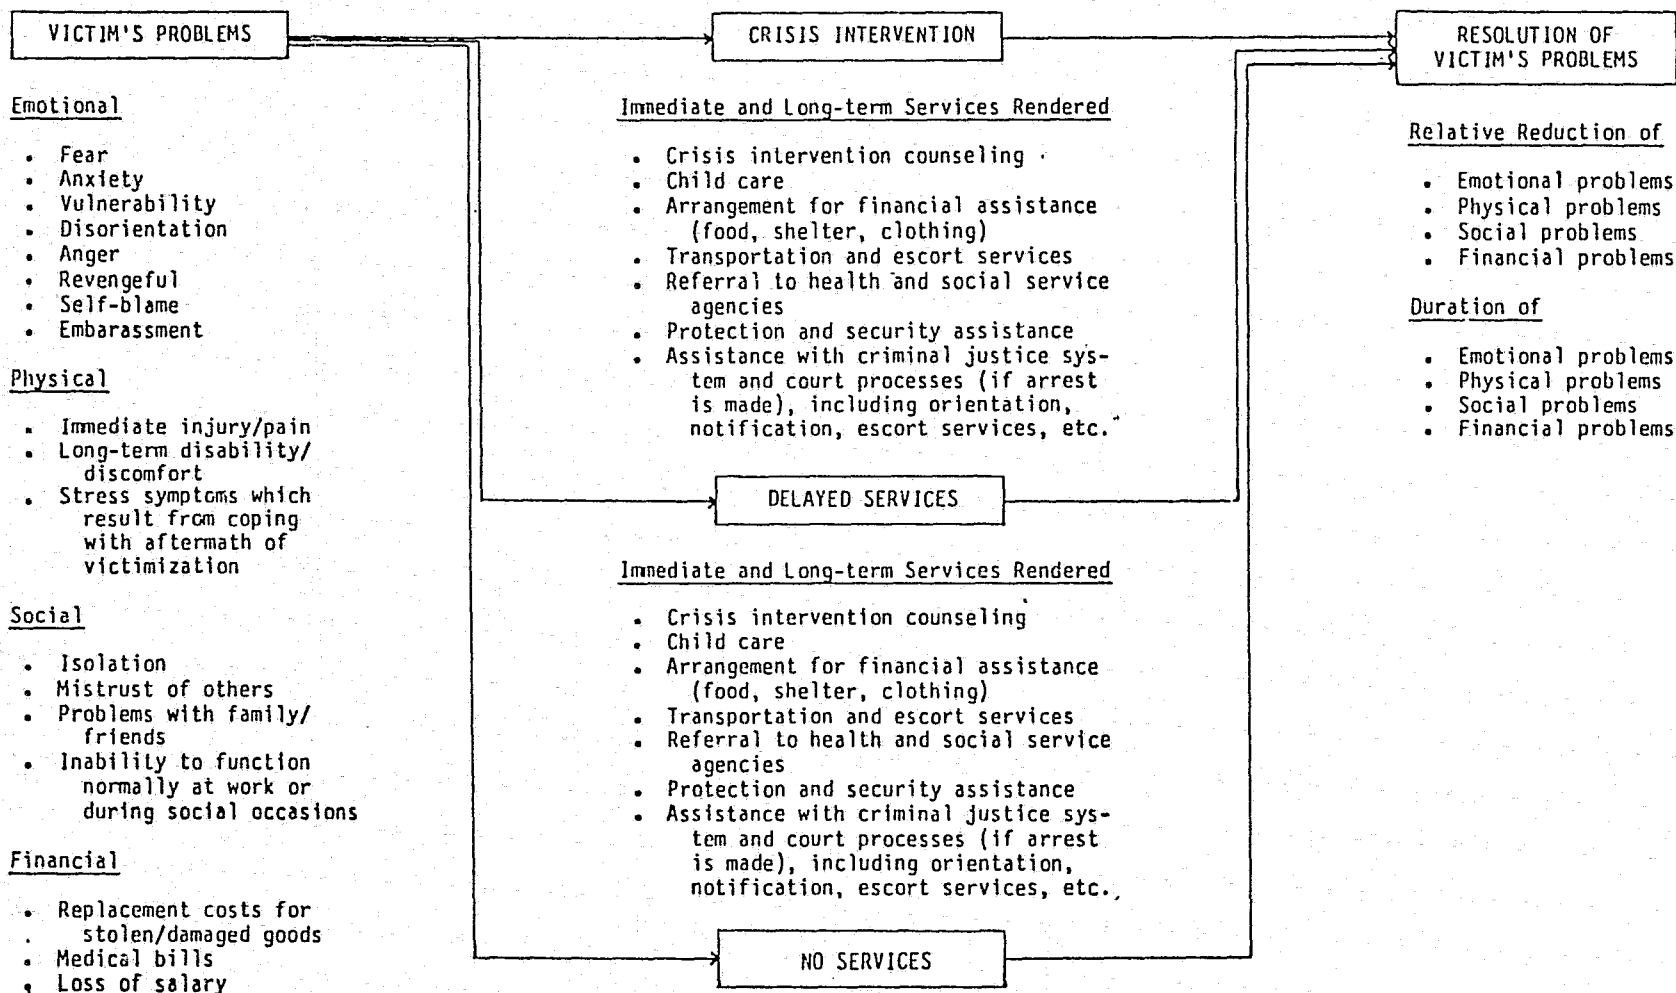 VICTIM'S PROBLEMS
Emotional
. Fear
. Anxiety
. Vulnerability
. Disorientation
. Anger
. Revengeful
. Self-blame
. Embarassment
Physical
. Immediate injury/pain
. Long-term disability/
discomfort
. Stress symptoms which
result from coping
with aftermath of
victimization
Social
. Isolation
. Mistrust of others
. Problems with family/
friends
. Inability to function
normally at work or
during social occasions
Financial
. Replacement costs for
stolen/damaged goods
. Medical bills
. Loss of salary
CRISIS INTERVENTION
Immediate and Long-term Services Rendered
. Crisis intervention counseling
. Child care
. Arrangement for financial assistance
(food, shelter, clothing)
. Transportation and escort services
. Referral to health and social service
agencies
. Protection and security assistance
. Assistance with criminal justice sys-
tem and court processes (if arrest
is made), including orientation,
notification, escort services, etc.
DELAYED SERVICES
Immediate and Long-term Services Rendered
. Crisis intervention counseling
. Child care
. Arrangement for financial assistance
(food, shelter, clothing)
. Transportation and escort services
. Referral to health and social service
agencies
. Protection and security assistance
. Assistance with criminal justice sys-
tem and court processes (if arrest
is made), including orientation,
notification, escort services, etc.
NO SERVICES
RESOLUTION OF
VICTIM'S PROBLEMS
Relative Reduction of
. Emotional problems
. Physical problems
. Social problems
. Financial problems
Duration of
. Emotional problems
. Physical problems
. Social problems
. Financial problems